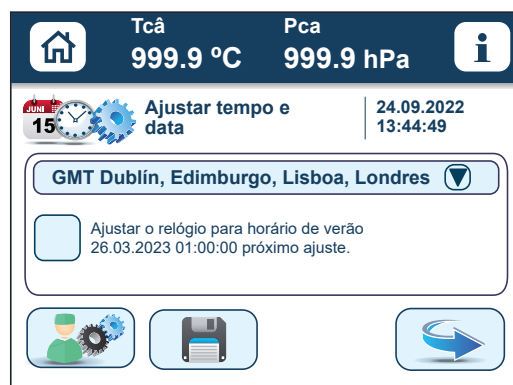 Tcâ
Pca
999.9 ºC
999.9 hPa
i
JUNI
15
Ajustar tempo e
data
24.09.2022
13:44:49
GMT Dublín, Edimburgo, Lisboa, Londres
Ajustar o relógio para horário de verão
26.03.2023 01:00:00 próximo ajuste.